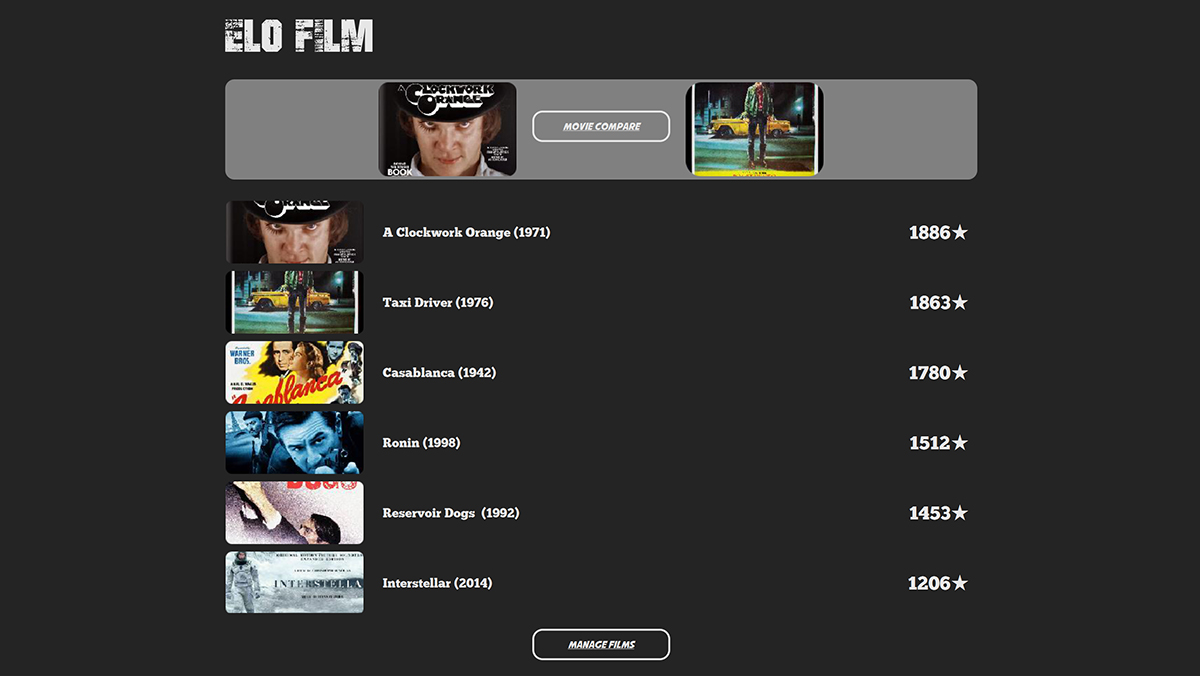 ELO FILM
A CLOCKWORK
ORANGE
BOOK
MOVIE COMPARE
ORANGE
A Clockwork Orange (1971)
1886★
Taxi Driver (1976)
1863★
WARNER
BROS.
Casablanca
Casablanca (1942)
1780★
Ronin (1998)
1512★
Reservoir Dogs (1992)
1453★
INTERSTELLA
Interstellar (2014)
1206★
MANAGE FILMS